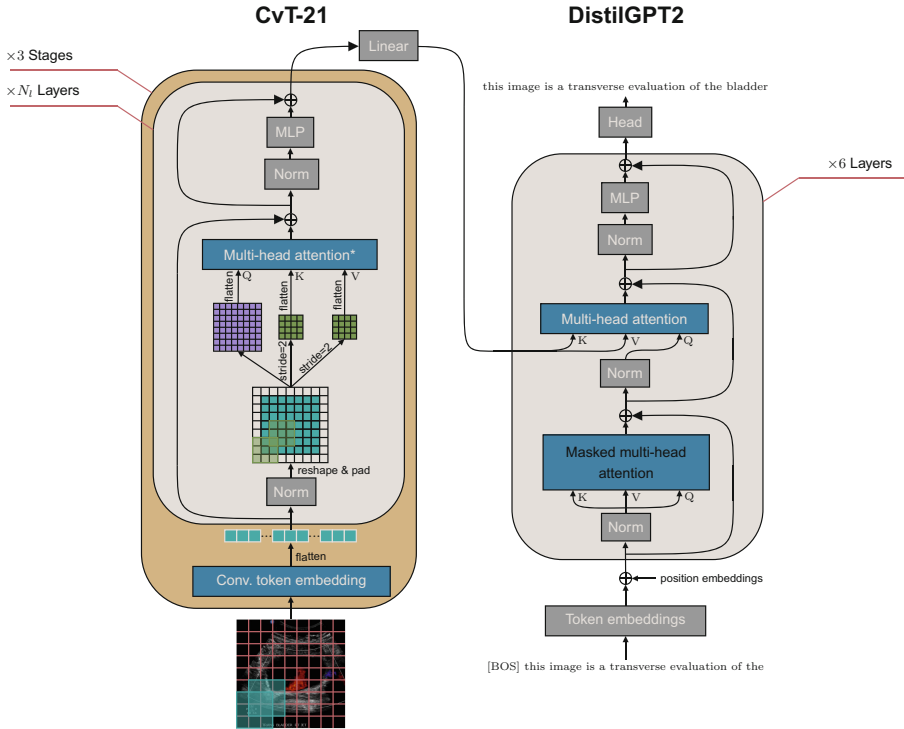 CvT-21
DistilGPT2
×3 Stages
×N_l Layers
Linear
MLP
Norm
Multi-head attention*
Q
K
V
flatten
flatten
flatten
stride=2
stride=2
reshape & pad
Norm
flatten
Conv. token embedding
this image is a transverse evaluation of the bladder
Head
×6 Layers
MLP
Norm
Multi-head attention
K
V
Q
Norm
Masked multi-head
attention
K
V
Q
Norm
position embeddings
Token embeddings
[BOS] this image is a transverse evaluation of the